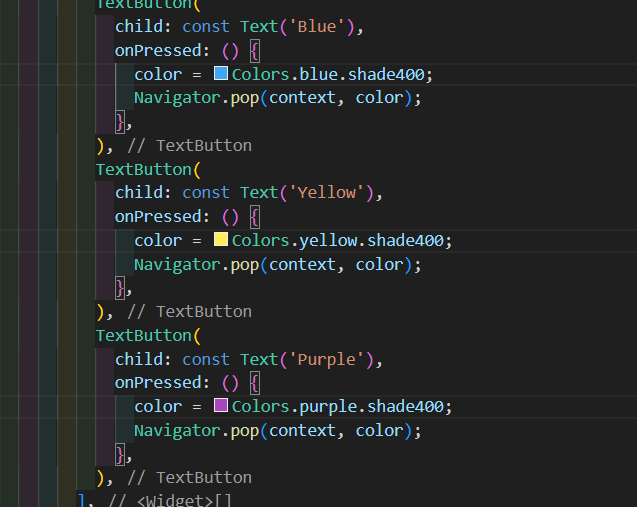 TextButton(
child: const Text('Blue'),
onPressed: () {
color = Colors.blue.shade400;
Navigator.pop(context, color);
},
), // TextButton
TextButton(
child: const Text('Yellow'),
onPressed: () {
color = Colors.yellow.shade400;
Navigator.pop(context, color);
},
), // TextButton
TextButton(
child: const Text('Purple'),
onPressed: () {
color = Colors.purple.shade400;
Navigator.pop(context, color);
},
), // TextButton
], // <Widget>[]